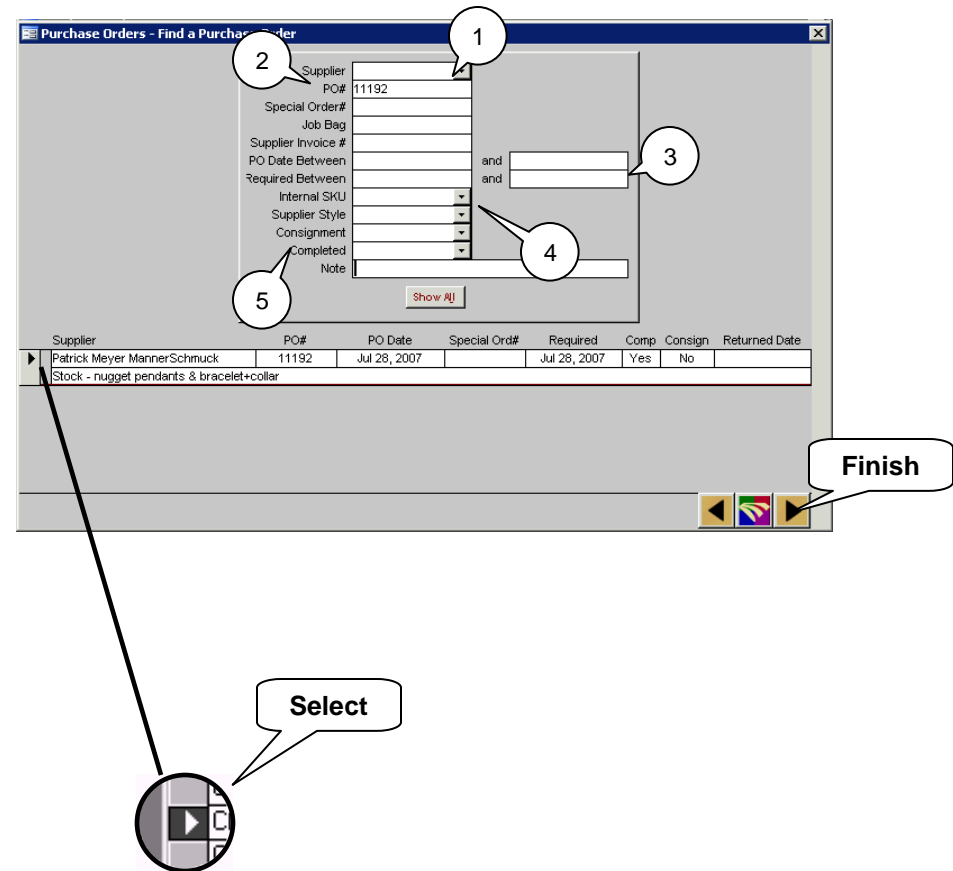 Purchase Orders - Find a Purchase Order
1
2
Supplier
PO# 11192
Special Order#
Job Bag
Supplier Invoice #
PO Date Between and
3
Required Between and
Internal SKU
Supplier Style
Consignment
4
Completed
Note
5
Show All
Supplier PO# PO Date Special Ord# Required Comp Consign Returned Date
Patrick Meyer MannerSchmuck 11192 Jul 28, 2007 Jul 28, 2007 Yes No
Stock - nugget pendants & bracelet+collar
Finish
Select